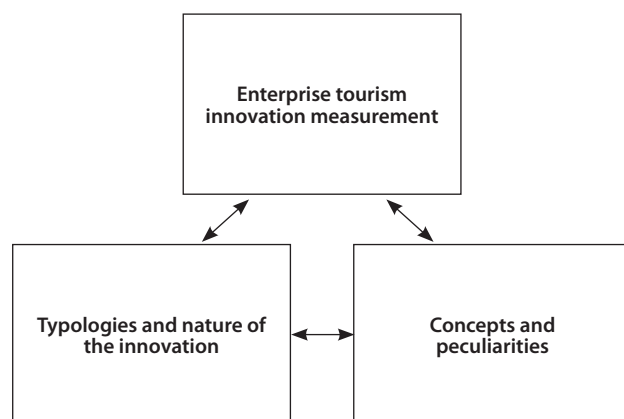 Enterprise tourism
innovation measurement
Typologies and nature of
the innovation
Concepts and
peculiarities